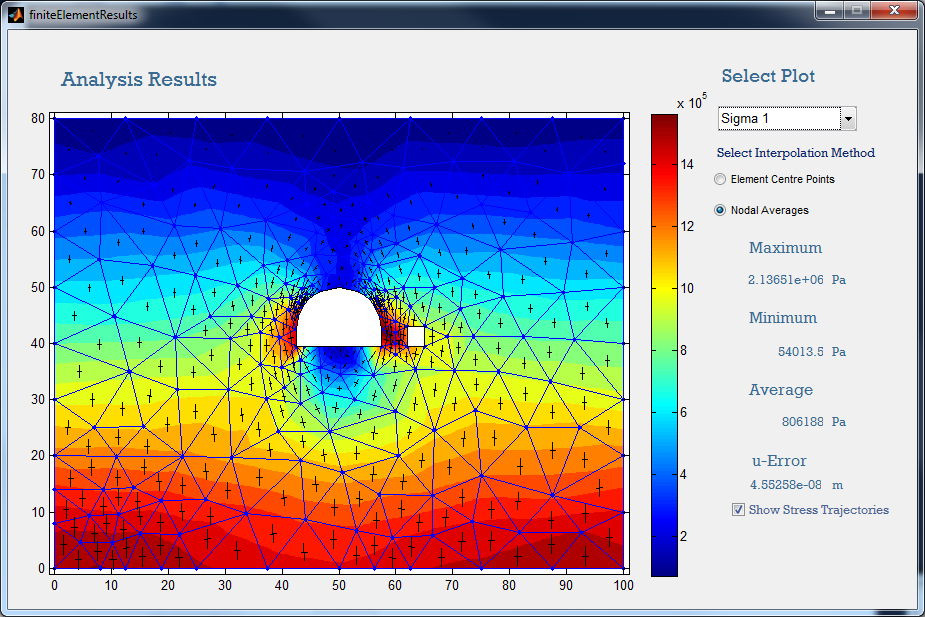 finiteElementResults
Analysis Results
Select Plot
x 10^5
Sigma 1
Select Interpolation Method
Element Centre Points
Nodal Averages
Maximum
2.13651e+06 Pa
Minimum
54013.5 Pa
Average
806188 Pa
u-Error
4.55258e-08 m
Show Stress Trajectories
80
70
60
50
40
30
20
10
0
0 10 20 30 40 50 60 70 80 90 100
14
12
10
8
6
4
2